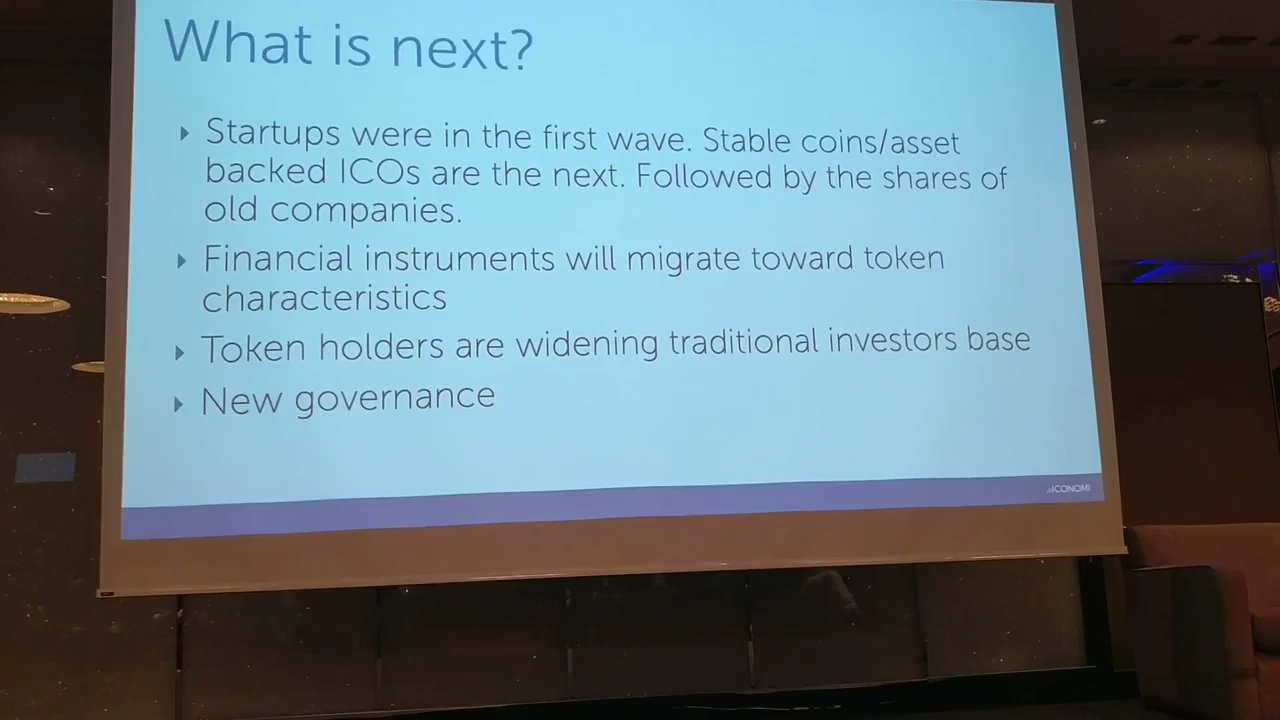 What is next?
Startups were in the first wave. Stable coins/asset
backed ICOs are the next. Followed by the shares of
old companies.
Financial instruments will migrate toward token
characteristics
Token holders are widening traditional investors base
New governance
ICONOMI